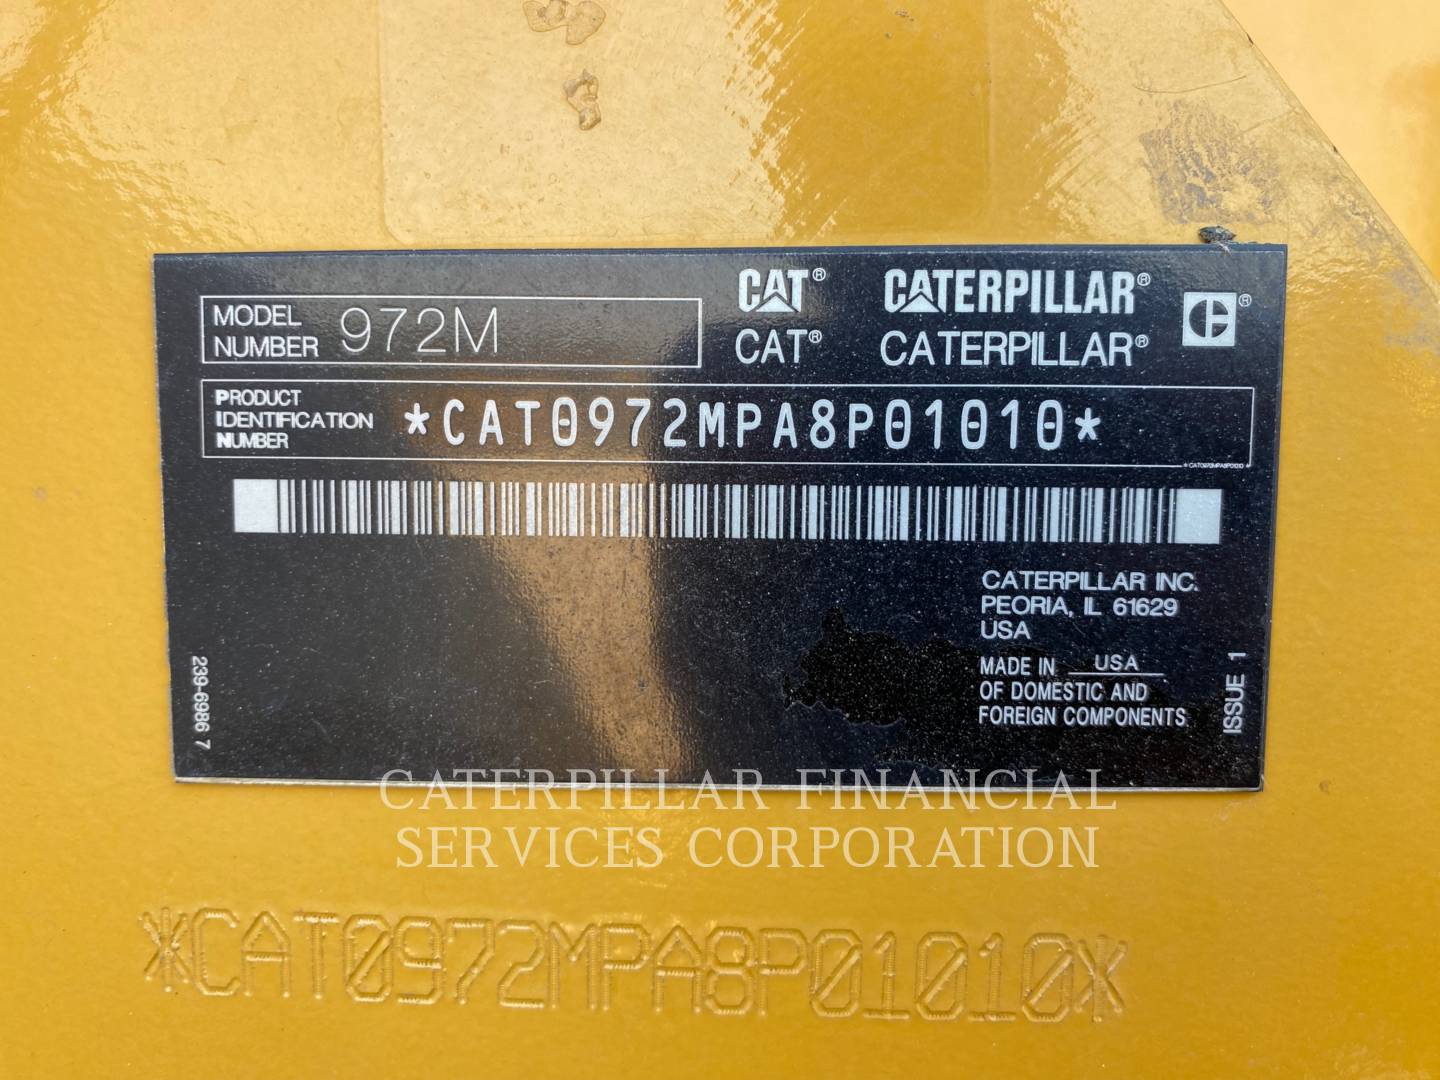 CAT® CATERPILLAR® ®
MODEL
NUMBER 972M
CAT® CATERPILLAR®
PRODUCT
IDENTIFICATION
NUMBER
*CAT0972MPA8P01010*
*CAT0972MPA8P01010*
CATERPILLAR INC.
PEORIA, IL 61629
USA
MADE IN USA
OF DOMESTIC AND
FOREIGN COMPONENTS
ISSUE 1
239-6986 7
CATERPILLAR FINANCIAL
SERVICES CORPORATION
*CAT0972MPA8P01010*